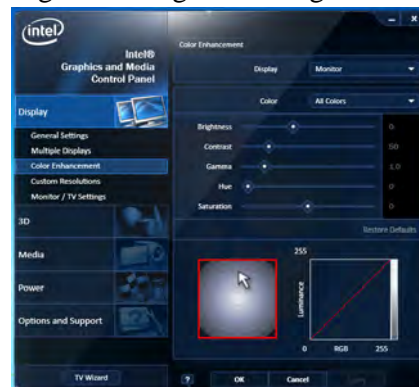 intel
Intel®
Graphics and Media
Control Panel
Display
General Settings
Multiple Displays
Color Enhancement
Custom Resolutions
Monitor / TV Settings
3D
Media
Power
Options and Support
TV Wizard
Color Enhancement
Display Monitor
Color All Colors
Brightness 0
Contrast 50
Gamma 1.0
Hue 0
Saturation 0
Restore Defaults
255
Luminance
0 RGB 255
? OK Cancel